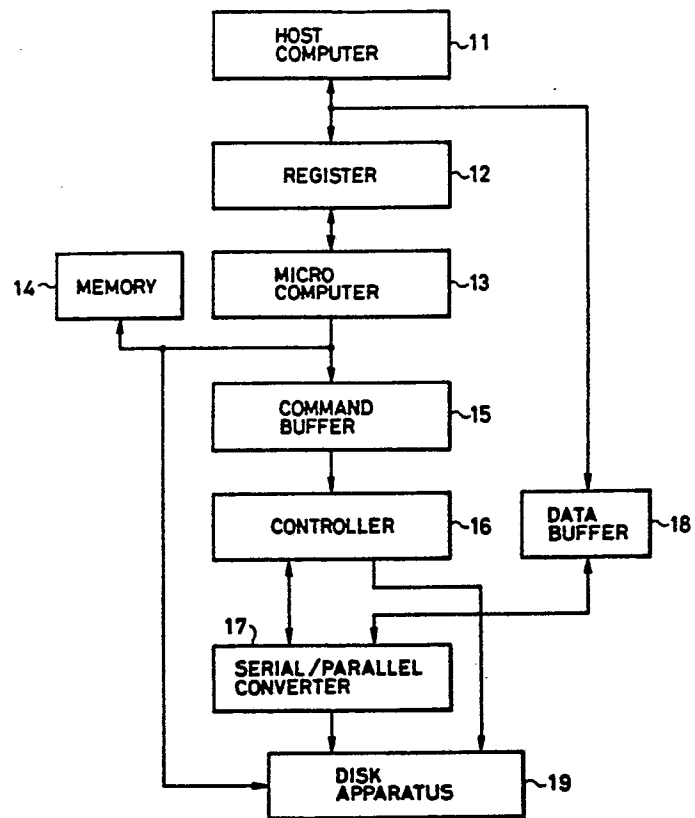 HOST
COMPUTER
11
REGISTER
12
MICRO
COMPUTER
13
14
MEMORY
COMMAND
BUFFER
15
CONTROLLER
16
DATA
BUFFER
18
17
SERIAL/PARALLEL
CONVERTER
DISK
APPARATUS
19